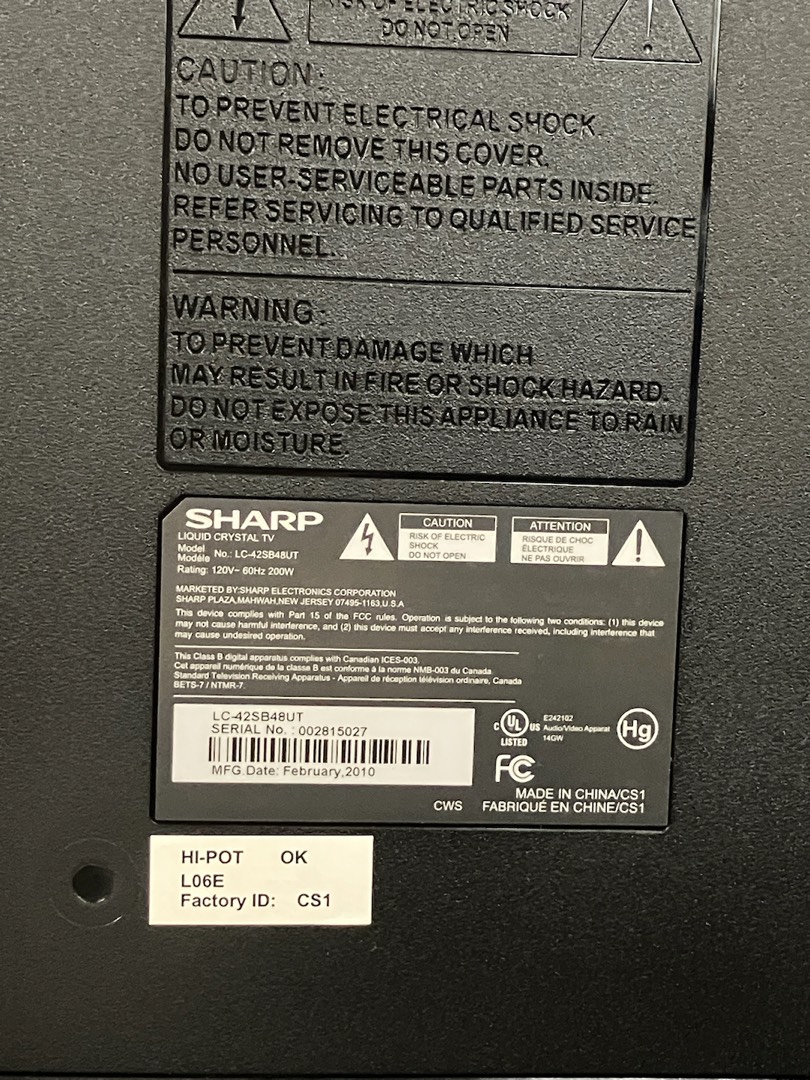 RISK OF ELECTRIC SHOCK
DO NOT OPEN
CAUTION:
TO PREVENT ELECTRICAL SHOCK.
DO NOT REMOVE THIS COVER.
NO USER-SERVICEABLE PARTS INSIDE.
REFER SERVICING TO QUALIFIED SERVICE
PERSONNEL.
WARNING:
TO PREVENT DAMAGE WHICH
MAY RESULT IN FIRE OR SHOCK HAZARD.
DO NOT EXPOSE THIS APPLIANCE TO RAIN
OR MOISTURE.
SHARP
LIQUID CRYSTAL TV
Model
Modèle No.: LC-42SB48UT
Rating: 120V~ 60Hz 200W
CAUTION
RISK OF ELECTRIC
SHOCK
DO NOT OPEN
ATTENTION
RISQUE DE CHOC
ÉLECTRIQUE
NE PAS OUVRIR
MARKETED BY:SHARP ELECTRONICS CORPORATION
SHARP PLAZA,MAHWAH,NEW JERSEY 07495-1163,U.S.A
This device complies with Part 15 of the FCC rules. Operation is subject to the following two conditions: (1) this device
may not cause harmful interference, and (2) this device must accept any interference received, including interference that
may cause undesired operation.
This Class B digital apparatus complies with Canadian ICES-003.
Cet appareil numérique de la classe B est conforme à la norme NMB-003 du Canada
Standard Television Receiving Apparatus - Appareil de réception télévision ordinaire, Canada
BETS-7 / NTMR-7.
LC-42SB48UT
SERIAL No. : 002815027
MFG.Date: February,2010
C UL US
LISTED
E242102
Audio/Video Apparat
14GW
Hg
FC
MADE IN CHINA/CS1
CWS FABRIQUÉ EN CHINE/CS1
HI-POT OK
L06E
Factory ID: CS1